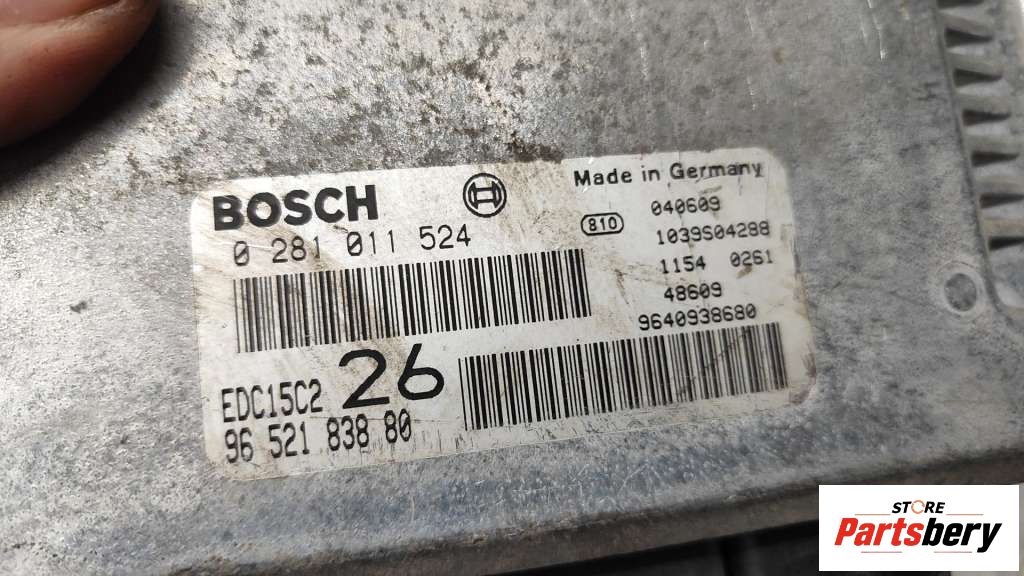 BOSCH
0 281 011 524
Made in Germany
810
040609
1039S04288
1154 0261
48609
9640938680
EDC15C2 26
96 521 838 80
STORE
Partsbery